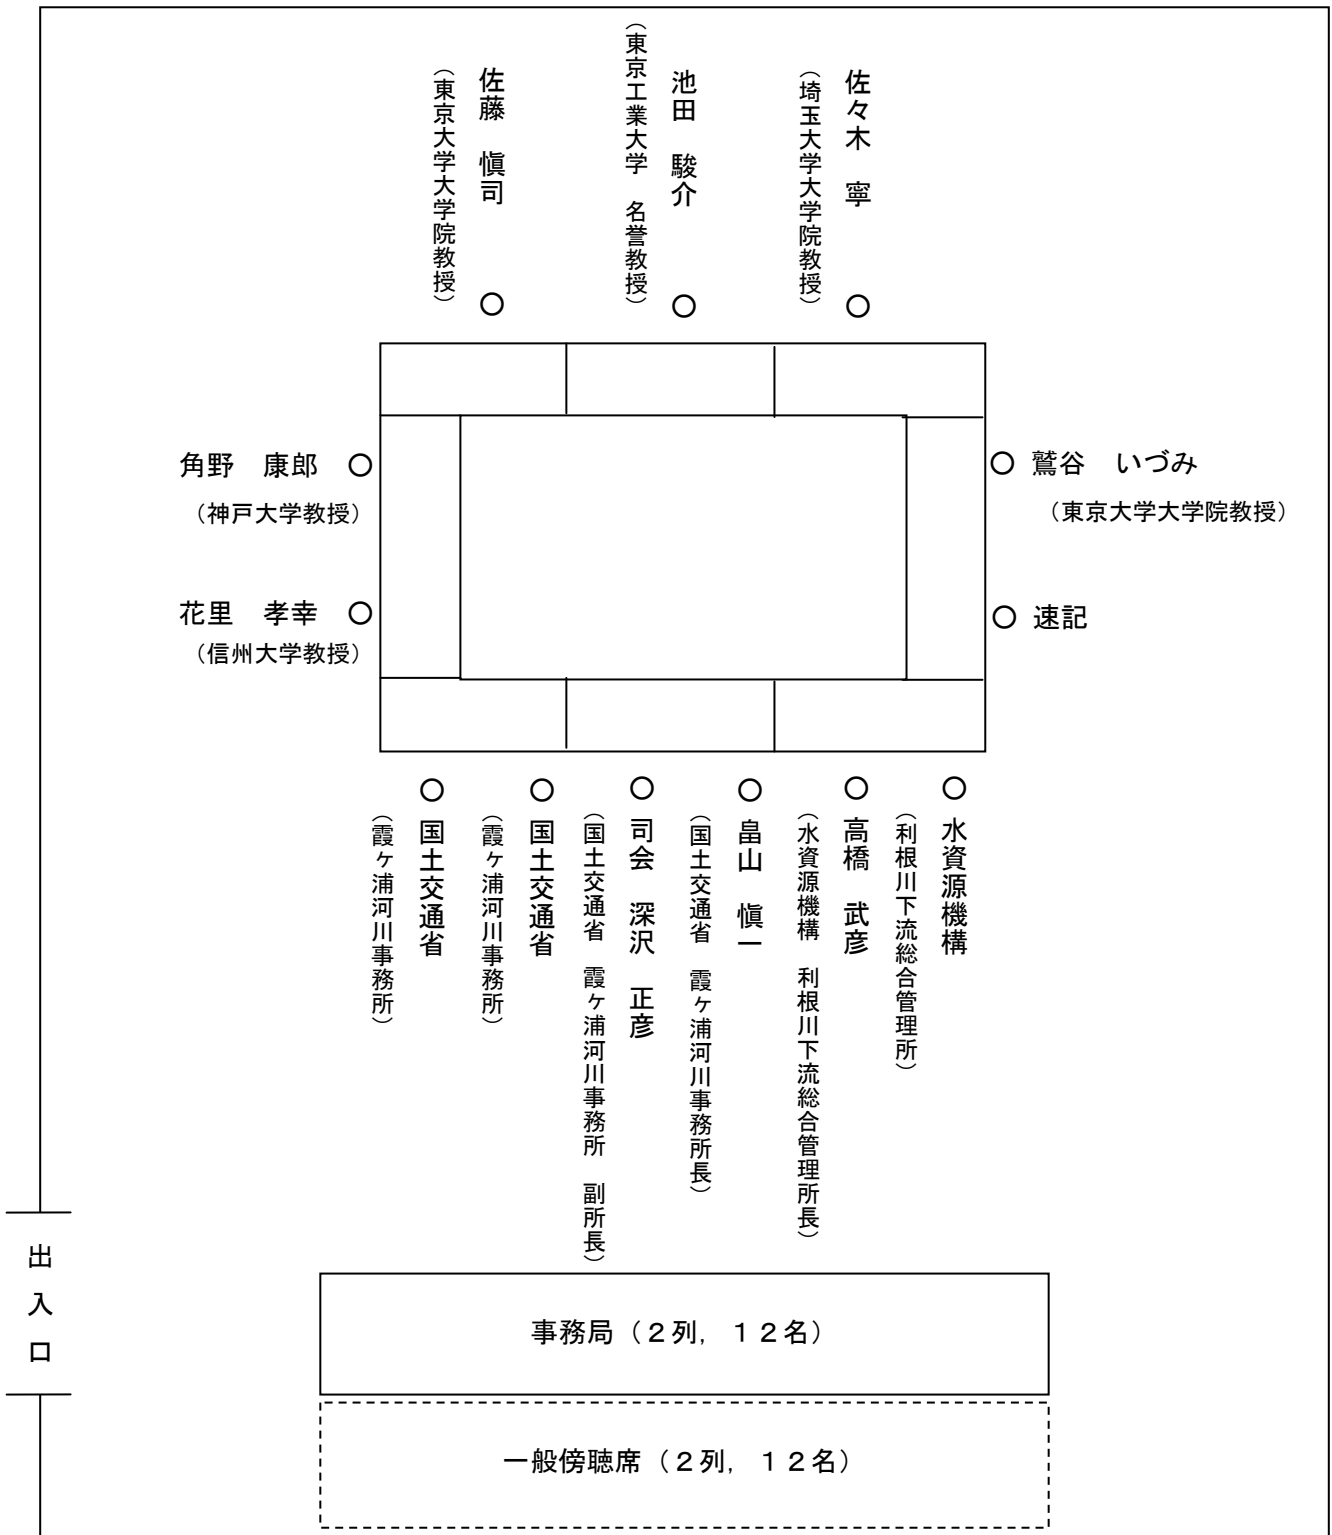 佐々木　寧
（埼玉大学大学院教授）
池田　駿介
（東京工業大学　名誉教授）
佐藤　愼司
（東京大学大学院教授）
角野　康郎
（神戸大学教授）
鷲谷　いづみ
（東京大学大学院教授）
花里　孝幸
（信州大学教授）
速記
水資源機構
（利根川下流総合管理所）
高橋　武彦
（水資源機構　利根川下流総合管理所長）
畠山　愼一
（国土交通省　霞ヶ浦河川事務所長）
司会　深沢　正彦
（国土交通省　霞ヶ浦河川事務所　副所長）
国土交通省
（霞ヶ浦河川事務所）
国土交通省
（霞ヶ浦河川事務所）
出入口
事務局（２列，１２名）
一般傍聴席（２列，１２名）